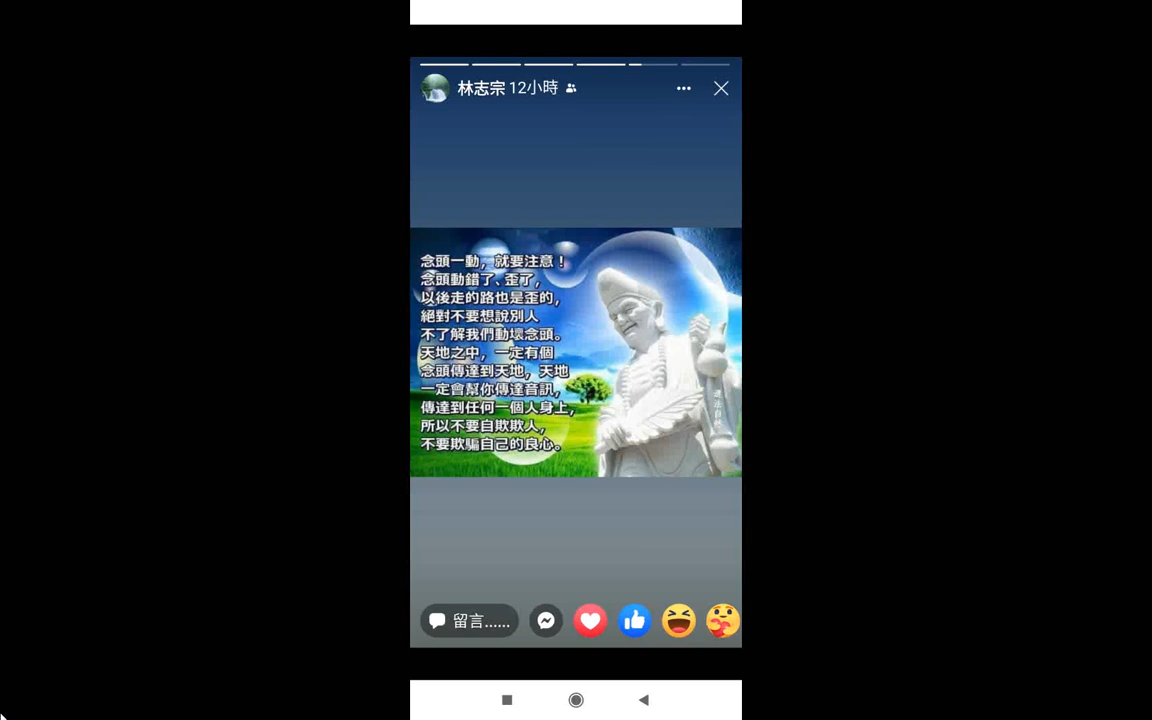 林志宗 12小時
念頭一動，就要注意！
念頭動錯了、歪了，
以後走的路也是歪的，
絕對不要想說別人
不了解我們動壞念頭。
天地之中，一定有個
念頭傳達到天地，天地
一定會幫你傳達音訊，
傳達到任何一個人身上，
所以不要自欺欺人，
不要欺騙自己的良心。
留言......